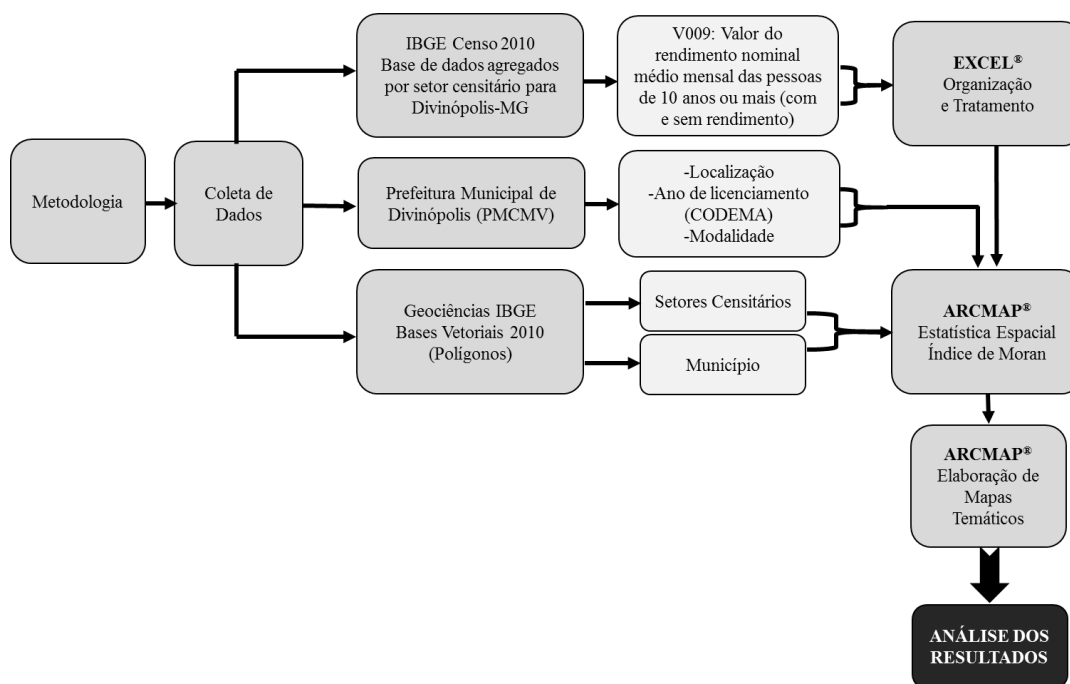 Metodologia
Coleta de
Dados
IBGE Censo 2010
Base de dados agregados
por setor censitário para
Divinópolis-MG
V009: Valor do
rendimento nominal
médio mensal das pessoas
de 10 anos ou mais (com
e sem rendimento)
EXCEL®
Organização
e Tratamento
Prefeitura Municipal de
Divinópolis (PMCMV)
-Localização
-Ano de licenciamento
(CODEMA)
-Modalidade
Geociências IBGE
Bases Vetoriais 2010
(Polígonos)
Setores Censitários
Município
ARCMAP®
Estatística Espacial
Índice de Moran
ARCMAP®
Elaboração de
Mapas
Temáticos
ANÁLISE DOS
RESULTADOS